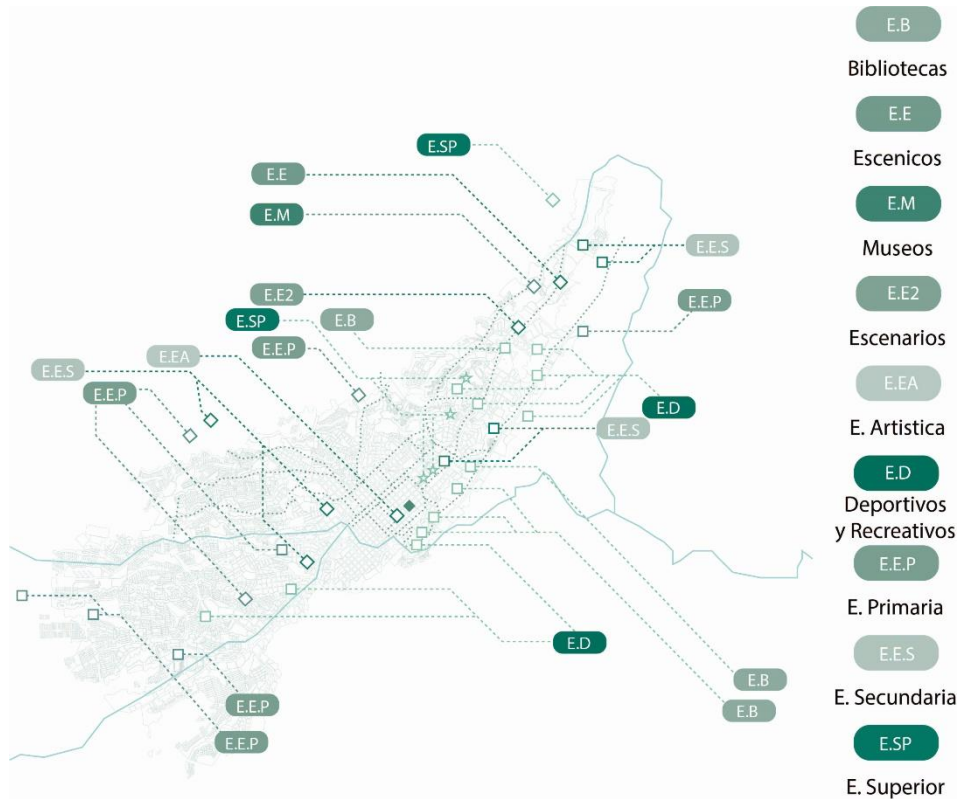 E.SP
E.E
E.M
E.E.S
E.E2
E.E.P
E.SP
E.B
E.E.P
E.EA
E.E.S
E.E.P
E.D
E.E.S
E.D
E.B
E.E.P
E.B
E.E.P
E.B
Bibliotecas
E.E
Escenicos
E.M
Museos
E.E2
Escenarios
E.EA
E. Artistica
E.D
Deportivos
y Recreativos
E.E.P
E. Primaria
E.E.S
E. Secundaria
E.SP
E. Superior